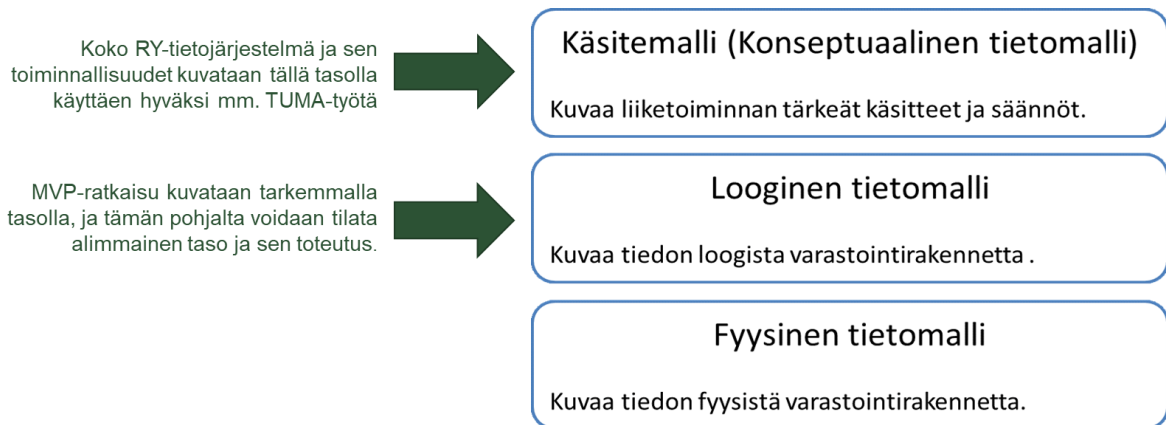 Koko RY-tietojärjestelmä ja sen
toiminnallisuudet kuvataan tällä tasolla
käyttäen hyväksi mm. TUMA-työtä
Käsitemalli (Konseptuaalinen tietomalli)
Kuvaa liiketoiminnan tärkeät käsitteet ja säännöt.
MVP-ratkaisu kuvataan tarkemmalla
tasolla, ja tämän pohjalta voidaan tilata
alimmainen taso ja sen toteutus.
Looginen tietomalli
Kuvaa tiedon loogista varastointirakennetta .
Fyysinen tietomalli
Kuvaa tiedon fyysistä varastointirakennetta.